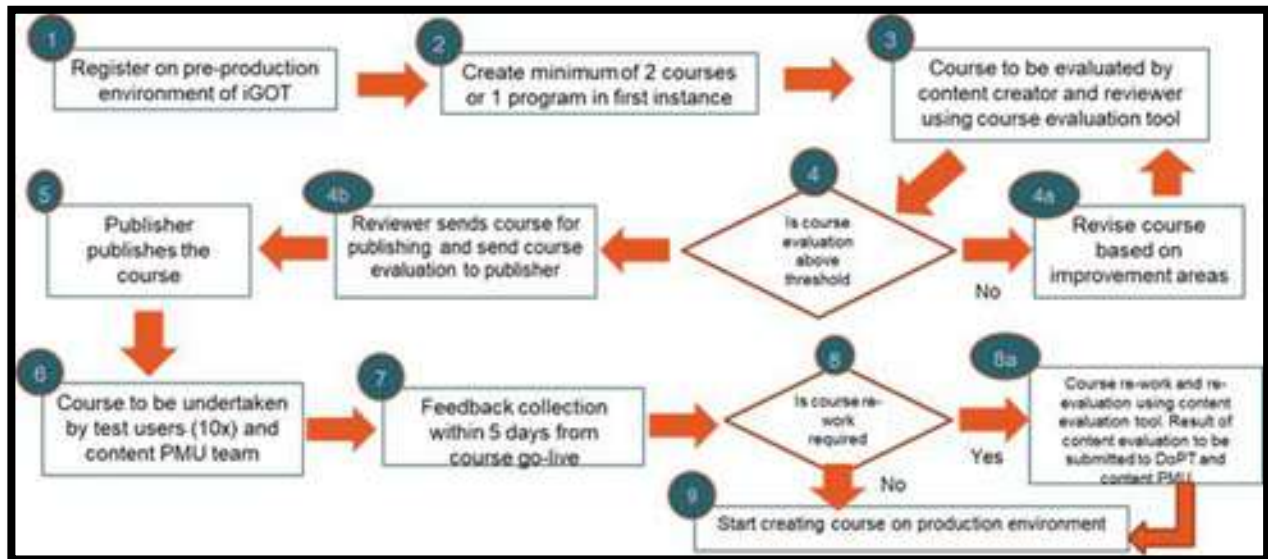 1
Register on pre-production
environment of iGOT
2
Create minimum of 2 courses
or 1 program in first instance
3
Course to be evaluated by
content creator and reviewer
using course evaluation tool
4
Is course
evaluation
above
threshold
No
4a
Revise course
based on
improvement areas
4b
Reviewer sends course for
publishing and send course
evaluation to publisher
5
Publisher
publishes the
course
6
Course to be undertaken
by test users (10x) and
content PMU team
7
Feedback collection
within 5 days from
course go-live
8
Is course re-
work
required
Yes
8a
Course re-work and re-
evaluation using content
evaluation tool. Result of
content evaluation to be
submitted to DoPT and
content PMU.
No
9
Start creating course on production environment